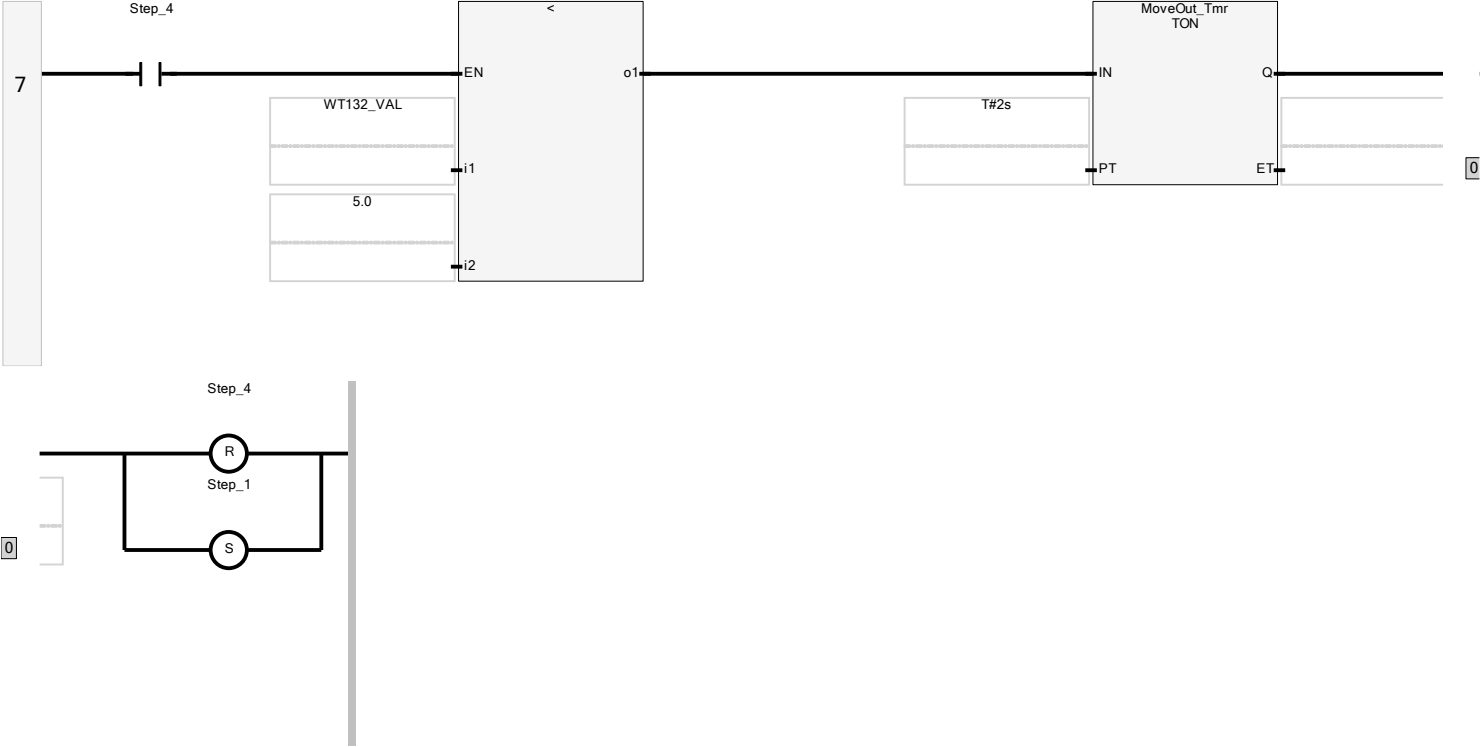 Step_4
<
MoveOut_Tmr
TON
7
EN
o1
IN
Q
WT132_VAL
T#2s
i1
PT
ET
0
5.0
i2
Step_4
R
Step_1
0
S